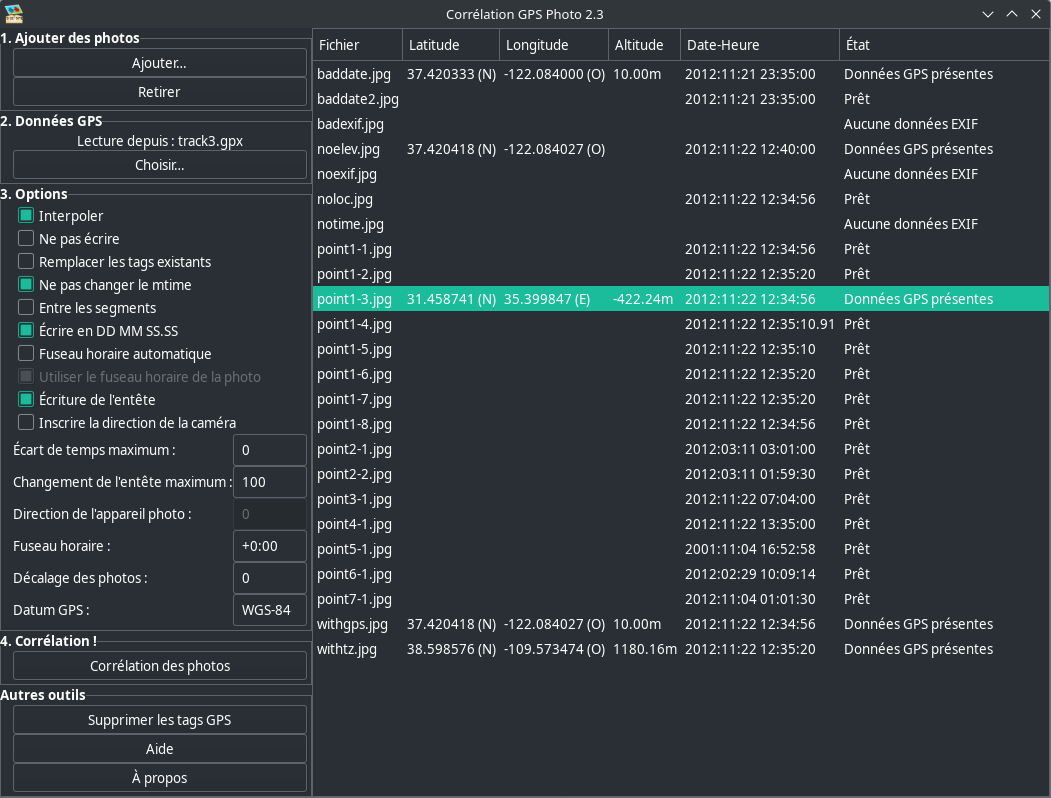 Corrélation GPS Photo 2.3
1. Ajouter des photos
Ajouter...
Retirer
2. Données GPS
Lecture depuis : track3.gpx
Choisir...
3. Options
Interpoler
Ne pas écrire
Remplacer les tags existants
Ne pas changer le mtime
Entre les segments
Écrire en DD MM SS.SS
Fuseau horaire automatique
Utiliser le fuseau horaire de la photo
Écriture de l'entête
Inscrire la direction de la caméra
Écart de temps maximum : 0
Changement de l'entête maximum : 100
Direction de l'appareil photo : 0
Fuseau horaire : +0:00
Décalage des photos : 0
Datum GPS : WGS-84
4. Corrélation !
Corrélation des photos
Autres outils
Supprimer les tags GPS
Aide
À propos
Fichier Latitude Longitude Altitude Date-Heure État
baddate.jpg 37.420333 (N) -122.084000 (O) 10.00m 2012:11:21 23:35:00 Données GPS présentes
baddate2.jpg 2012:11:21 23:35:00 Prêt
badexif.jpg Aucune données EXIF
noelev.jpg 37.420418 (N) -122.084027 (O) 2012:11:22 12:40:00 Données GPS présentes
noexif.jpg Aucune données EXIF
noloc.jpg 2012:11:22 12:34:56 Prêt
notime.jpg Aucune données EXIF
point1-1.jpg 2012:11:22 12:34:56 Prêt
point1-2.jpg 2012:11:22 12:35:20 Prêt
point1-3.jpg 31.458741 (N) 35.399847 (E) -422.24m 2012:11:22 12:34:56 Données GPS présentes
point1-4.jpg 2012:11:22 12:35:10.91 Prêt
point1-5.jpg 2012:11:22 12:35:10 Prêt
point1-6.jpg 2012:11:22 12:35:20 Prêt
point1-7.jpg 2012:11:22 12:35:20 Prêt
point1-8.jpg 2012:11:22 12:34:56 Prêt
point2-1.jpg 2012:03:11 03:01:00 Prêt
point2-2.jpg 2012:03:11 01:59:30 Prêt
point3-1.jpg 2012:11:22 07:04:00 Prêt
point4-1.jpg 2012:11:22 13:35:00 Prêt
point5-1.jpg 2001:11:04 16:52:58 Prêt
point6-1.jpg 2012:02:29 10:09:14 Prêt
point7-1.jpg 2012:11:04 01:01:30 Prêt
withgps.jpg 37.420418 (N) -122.084027 (O) 10.00m 2012:11:22 12:34:56 Données GPS présentes
withtz.jpg 38.598576 (N) -109.573474 (O) 1180.16m 2012:11:22 12:35:20 Données GPS présentes